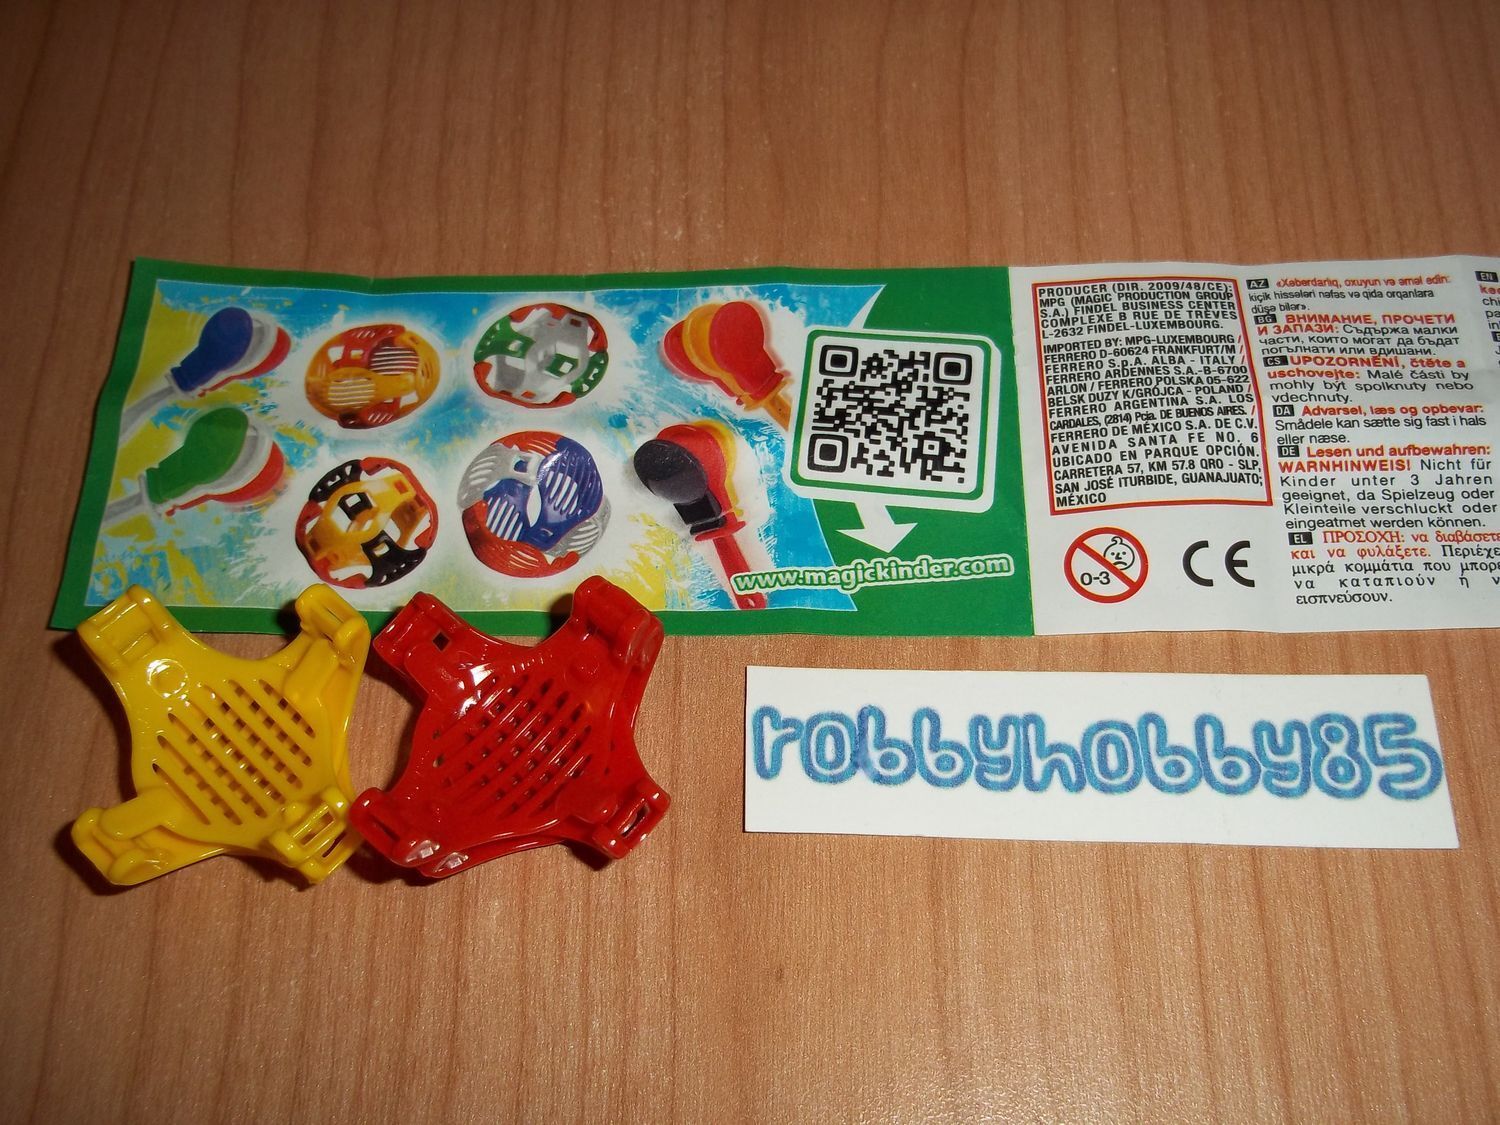 www.magickinder.com
PRODUCER (DIR. 2009/48/CE):
MPG (MAGIC PRODUCTION GROUP
S.A.) FINDEL BUSINESS CENTER
COMPLEXE B RUE DE TRÈVES
L-2632 FINDEL-LUXEMBOURG.
IMPORTED BY: MPG-LUXEMBOURG /
FERRERO D-60624 FRANKFURT/M /
FERRERO S.P.A. ALBA - ITALY /
FERRERO ARDENNES S.A.-B-6700
ARLON / FERRERO POLSKA 05-622
BELSK DUZY K/GRÓJCA - POLAND /
FERRERO ARGENTINA S.A. LOS
CARDALES, (2814) Pcia. DE BUENOS AIRES. /
FERRERO DE MÉXICO S.A. DE C.V.
AVENIDA SANTA FE NO. 6
UBICADO EN PARQUE OPCIÓN.
CARRETERA 57, KM 57.8 QRO - SLP,
SAN JOSÉ ITURBIDE, GUANAJUATO;
MÉXICO
0-3
CE
AZ «Xəbərdarlıq, oxuyun və əməl edin:
kiçik hissələri nəfəs və qida orqanlara
düşə bilər».
BG ВНИМАНИЕ, ПРОЧЕТИ
И ЗАПАЗИ: Съдържа малки
части, които могат да бъдат
погълнати или вдишани.
CS UPOZORNĚNÍ, čtěte a
uschovejte: Malé části by
mohly být spolknuty nebo
vdechnuty.
DA Advarsel, læs og opbevar:
Smådele kan sætte sig fast i hals
eller næse.
DE Lesen und aufbewahren:
WARNHINWEIS! Nicht für
Kinder unter 3 Jahren
geeignet, da Spielzeug oder
Kleinteile verschluckt oder
eingeatmet werden können.
EL ΠΡΟΣΟΧΗ: να διαβάσετε
και να φυλάξετε. Περιέχει
μικρά κομμάτια που μπορεί
να καταπιούν ή ν
εισπνεύσουν.
EN
robbyhobby85